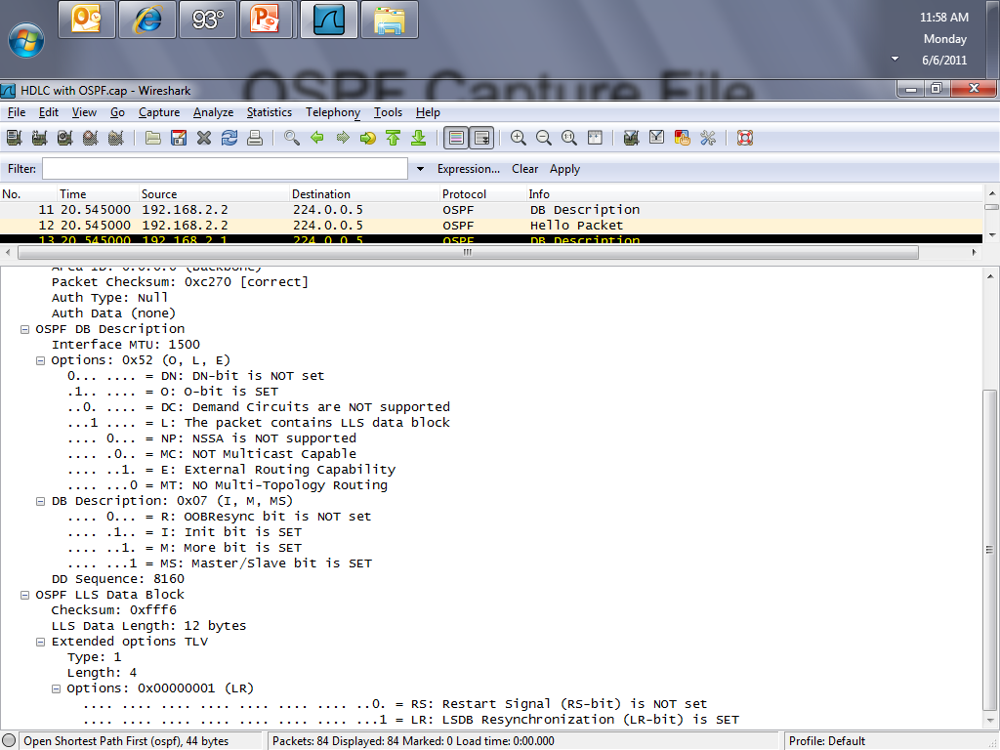 93°
11:58 AM
Monday
6/6/2011
OSPF Capture File
HDLC with OSPF.cap - Wireshark
File Edit View Go Capture Analyze Statistics Telephony Tools Help
Filter: Expression... Clear Apply
No. Time Source Destination Protocol Info
11 20.545000 192.168.2.2 224.0.0.5 OSPF DB Description
12 20.545000 192.168.2.2 224.0.0.5 OSPF Hello Packet
13 20.545000 192.168.2.1 224.0.0.5 OSPF DB Description
Area ID: 0.0.0.0 (Backbone)
Packet Checksum: 0xc270 [correct]
Auth Type: Null
Auth Data (none)
OSPF DB Description
Interface MTU: 1500
Options: 0x52 (O, L, E)
0... .... = DN: DN-bit is NOT set
.1.. .... = O: O-bit is SET
..0. .... = DC: Demand Circuits are NOT supported
...1 .... = L: The packet contains LLS data block
.... 0... = NP: NSSA is NOT supported
.... .0.. = MC: NOT Multicast Capable
.... ..1. = E: External Routing Capability
.... ...0 = MT: NO Multi-Topology Routing
DB Description: 0x07 (I, M, MS)
.... 0... = R: OOBResync bit is NOT set
.... .1.. = I: Init bit is SET
.... ..1. = M: More bit is SET
.... ...1 = MS: Master/Slave bit is SET
DD Sequence: 8160
OSPF LLS Data Block
Checksum: 0xfff6
LLS Data Length: 12 bytes
Extended options TLV
Type: 1
Length: 4
Options: 0x00000001 (LR)
.... .... .... .... .... .... .... ..0. = RS: Restart Signal (RS-bit) is NOT set
.... .... .... .... .... .... .... ...1 = LR: LSDB Resynchronization (LR-bit) is SET
Open Shortest Path First (ospf), 44 bytes Packets: 84 Displayed: 84 Marked: 0 Load time: 0:00.000 Profile: Default